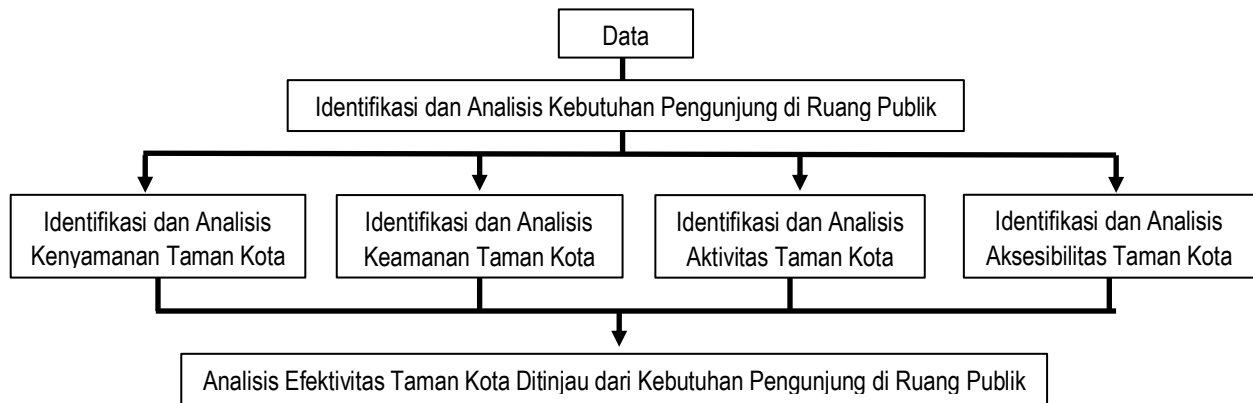 Data
Identifikasi dan Analisis Kebutuhan Pengunjung di Ruang Publik
Identifikasi dan Analisis
Kenyamanan Taman Kota
Identifikasi dan Analisis
Keamanan Taman Kota
Identifikasi dan Analisis
Aktivitas Taman Kota
Identifikasi dan Analisis
Aksesibilitas Taman Kota
Analisis Efektivitas Taman Kota Ditinjau dari Kebutuhan Pengunjung di Ruang Publik